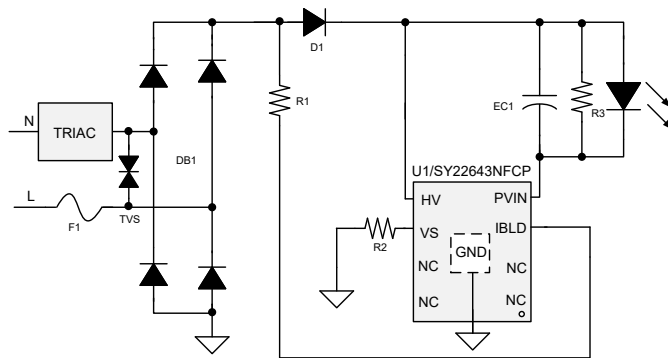 D1
R1
EC1
R3
N
TRIAC
DB1
U1/SY22643NFCP
L
F1
TVS
HV
PVIN
VS
IBLD
R2
GND
NC
NC
NC
NC